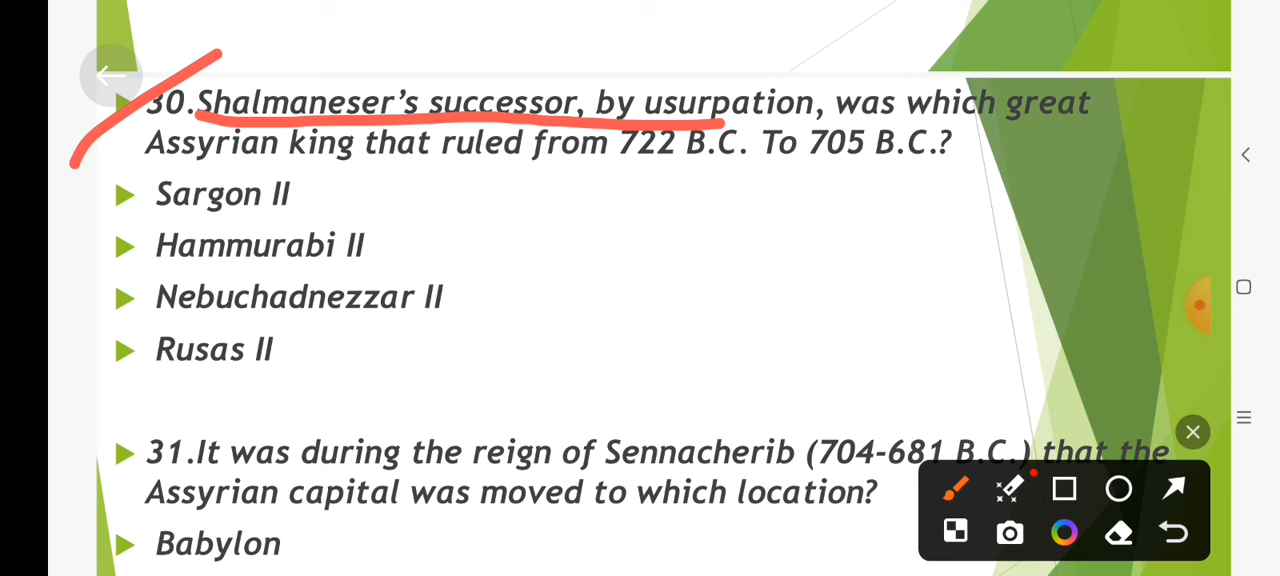 30.Shalmaneser's successor, by usurpation, was which great
Assyrian king that ruled from 722 B.C. To 705 B.C.?
Sargon II
Hammurabi II
Nebuchadnezzar II
Rusas II
31.It was during the reign of Sennacherib (704-681 B.C.) that the
Assyrian capital was moved to which location?
Babylon